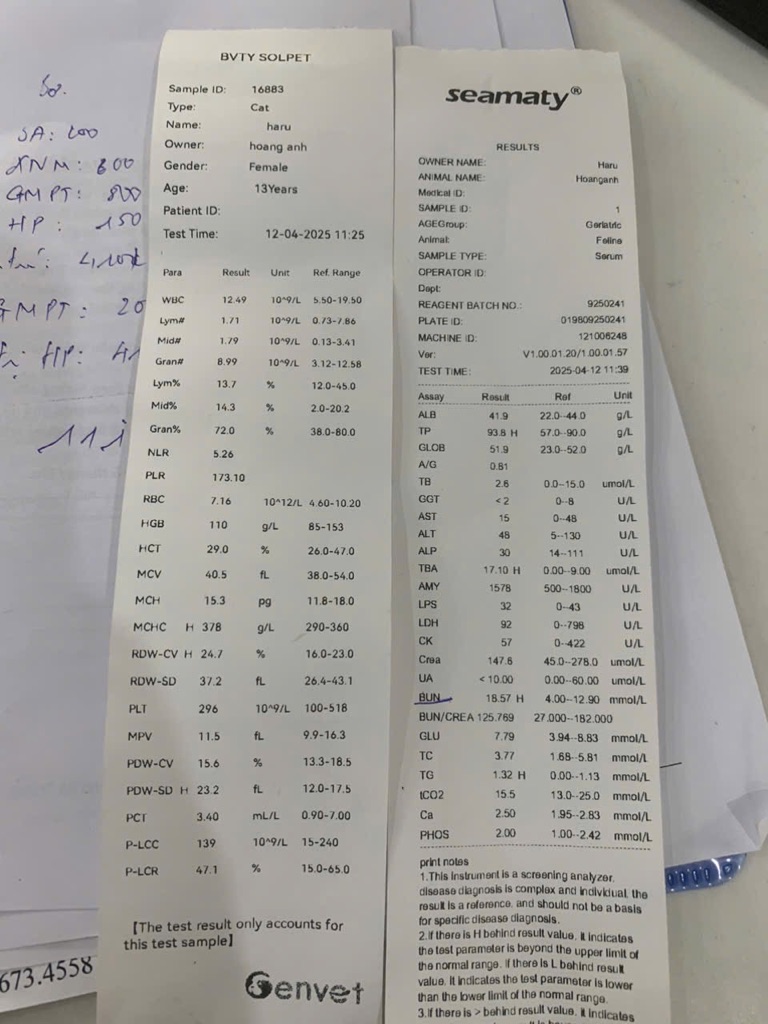 SA: 200
XNM: 800
GMPT: 800
HP: 150
GMPT: 20
HP:
673.4558
BVTY SOLPET
Sample ID: 16883
Type: Cat
Name: haru
Owner: hoang anh
Gender: Female
Age: 13Years
Patient ID:
Test Time: 12-04-2025 11:25
Para Result Unit Ref. Range
WBC 12.49 10^9/L 5.50-19.50
Lym# 1.71 10^9/L 0.73-7.86
Mid# 1.79 10^9/L 0.13-3.41
Gran# 8.99 10^9/L 3.12-12.58
Lym% 13.7 % 12.0-45.0
Mid% 14.3 % 2.0-20.2
Gran% 72.0 % 38.0-80.0
NLR 5.26
PLR 173.10
RBC 7.16 10^12/L 4.60-10.20
HGB 110 g/L 85-153
HCT 29.0 % 26.0-47.0
MCV 40.5 fL 38.0-54.0
MCH 15.3 pg 11.8-18.0
MCHC H 378 g/L 290-360
RDW-CV H 24.7 % 16.0-23.0
RDW-SD 37.2 fL 26.4-43.1
PLT 296 10^9/L 100-518
MPV 11.5 fL 9.9-16.3
PDW-CV 15.6 % 13.3-18.5
PDW-SD H 23.2 fL 12.0-17.5
PCT 3.40 mL/L 0.90-7.00
P-LCC 139 10^9/L 15-240
P-LCR 47.1 % 15.0-65.0
【The test result only accounts for
this test sample】
Genvet
seamaty®
RESULTS
OWNER NAME: Haru
ANIMAL NAME: Hoanganh
Medical ID:
SAMPLE ID: 1
AGEGroup: Geriatric
Animal: Feline
SAMPLE TYPE: Serum
OPERATOR ID:
Dept:
REAGENT BATCH NO.: 9250241
PLATE ID: 019809250241
MACHINE ID: 121006248
Ver: V1.00.01.20/1.00.01.57
TEST TIME: 2025-04-12 11:39
Assay Result Ref Unit
ALB 41.9 22.0--44.0 g/L
TP 93.8 H 57.0--90.0 g/L
GLOB 51.9 23.0--52.0 g/L
A/G 0.81
TB 2.6 0.0--15.0 umol/L
GGT <2 0--8 U/L
AST 15 0--48 U/L
ALT 48 5--130 U/L
ALP 30 14--111 U/L
TBA 17.10 H 0.00--9.00 umol/L
AMY 1578 500--1800 U/L
LPS 32 0--43 U/L
LDH 92 0--798 U/L
CK 57 0--422 U/L
Crea 147.6 45.0--278.0 umol/L
UA <10.00 0.00--60.00 umol/L
BUN 18.57 H 4.00--12.90 mmol/L
BUN/CREA 125.769 27.000--182.000
GLU 7.79 3.94--8.83 mmol/L
TC 3.77 1.68--5.81 mmol/L
TG 1.32 H 0.00--1.13 mmol/L
tCO2 15.5 13.0--25.0 mmol/L
Ca 2.50 1.95--2.83 mmol/L
PHOS 2.00 1.00--2.42 mmol/L
print notes
1.This instrument is a screening analyzer,
disease diagnosis is complex and individual, the
result is a reference, and should not be a basis
for specific disease diagnosis.
2.If there is H behind result value. It indicates
the test parameter is beyond the upper limit of
the normal range. If there is L behind result
value. It indicates the test parameter is lower
than the lower limit of the normal range.
3.If there is > behind result value. It indicates